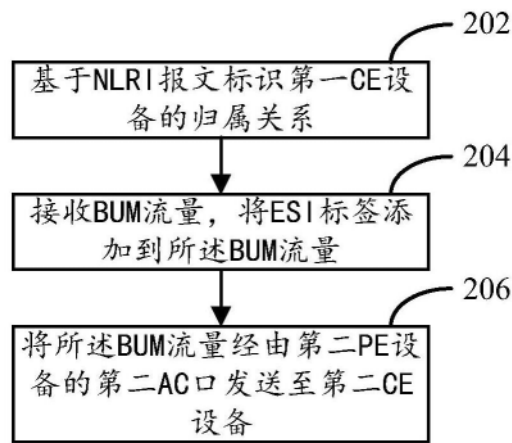 202
基于NLRI报文标识第一CE设
备的归属关系
204
接收BUM流量，将ESI标签添
加到所述BUM流量
206
将所述BUM流量经由第二PE设
备的第二AC口发送至第二CE
设备